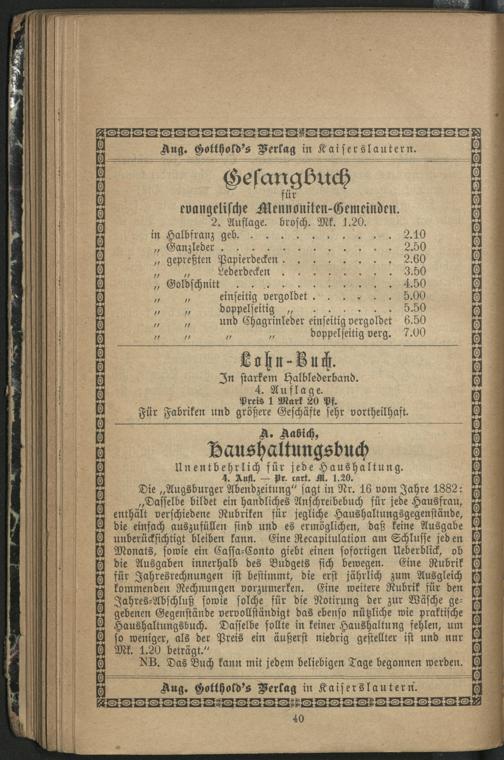 Aug. Gotthold's Verlag in Kaiserslautern.
Gesangbuch
für
evangelische Mennoniten-Gemeinden.
2. Auflage. brosch. Mk. 1.20.
in Halbfranz geb. . . . . . . . . . . . 2.10
„ Ganzleder . . . . . . . . . . . . 2.50
„ gepreßten Papierdecken . . . . . . . . 2.60
„ „ Lederdecken . . . . . . . . 3.50
„ Goldschnitt . . . . . . . . . . . 4.50
„ „ einseitig vergoldet . . . . . . 5.00
„ „ doppelseitig „ . . . . . . 5.50
„ „ und Chagrinleder einseitig vergoldet 6.50
„ „ „ „ doppelseitig verg. 7.00
Lohn-Buch.
In starkem Halblederband.
4. Auflage.
Preis 1 Mark 20 Pf.
Für Fabriken und größere Geschäfte sehr vortheilhaft.
A. Aabich,
Haushaltungsbuch
Unentbehrlich für jede Haushaltung.
4. Aufl. — Pr. cart. M. 1.20.
Die „Augsburger Abendzeitung“ sagt in Nr. 16 vom Jahre 1882:
„Dasselbe bildet ein handliches Anschreibebuch für jede Hausfrau,
enthält verschiedene Rubriken für jegliche Haushaltungsgegenstände,
die einfach auszufüllen sind und es ermöglichen, daß keine Ausgabe
unberücksichtigt bleiben kann. Eine Recapitulation am Schlusse jeden
Monats, sowie ein Cassa-Conto giebt einen sofortigen Ueberblick, ob
die Ausgaben innerhalb des Budgets sich bewegen. Eine Rubrik
für Jahresrechnungen ist bestimmt, die erst jährlich zum Ausgleich
kommenden Rechnungen vorzumerken. Eine weitere Rubrik für den
Jahres-Abschluß sowie solche für die Notirung der zur Wäsche ge-
gebenen Gegenstände vervollständigt das ebenso nützliche wie praktische
Haushaltungsbuch. Dasselbe sollte in keiner Haushaltung fehlen, um
so weniger, als der Preis ein äußerst niedrig gestellter ist und nur
Mk. 1.20 beträgt.“
NB. Das Buch kann mit jedem beliebigen Tage begonnen werden.
Aug. Gotthold's Verlag in Kaiserslautern.
40